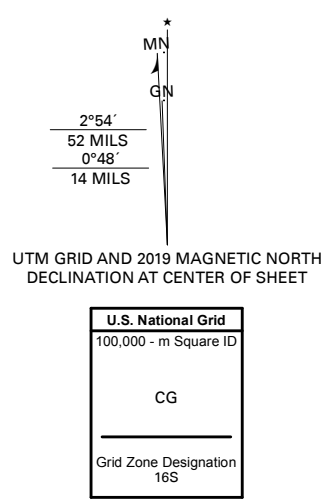 ★
MN
GN
2°54´
52 MILS
0°48´
14 MILS
UTM GRID AND 2019 MAGNETIC NORTH
DECLINATION AT CENTER OF SHEET
U.S. National Grid
100,000 - m Square ID
CG
Grid Zone Designation
16S